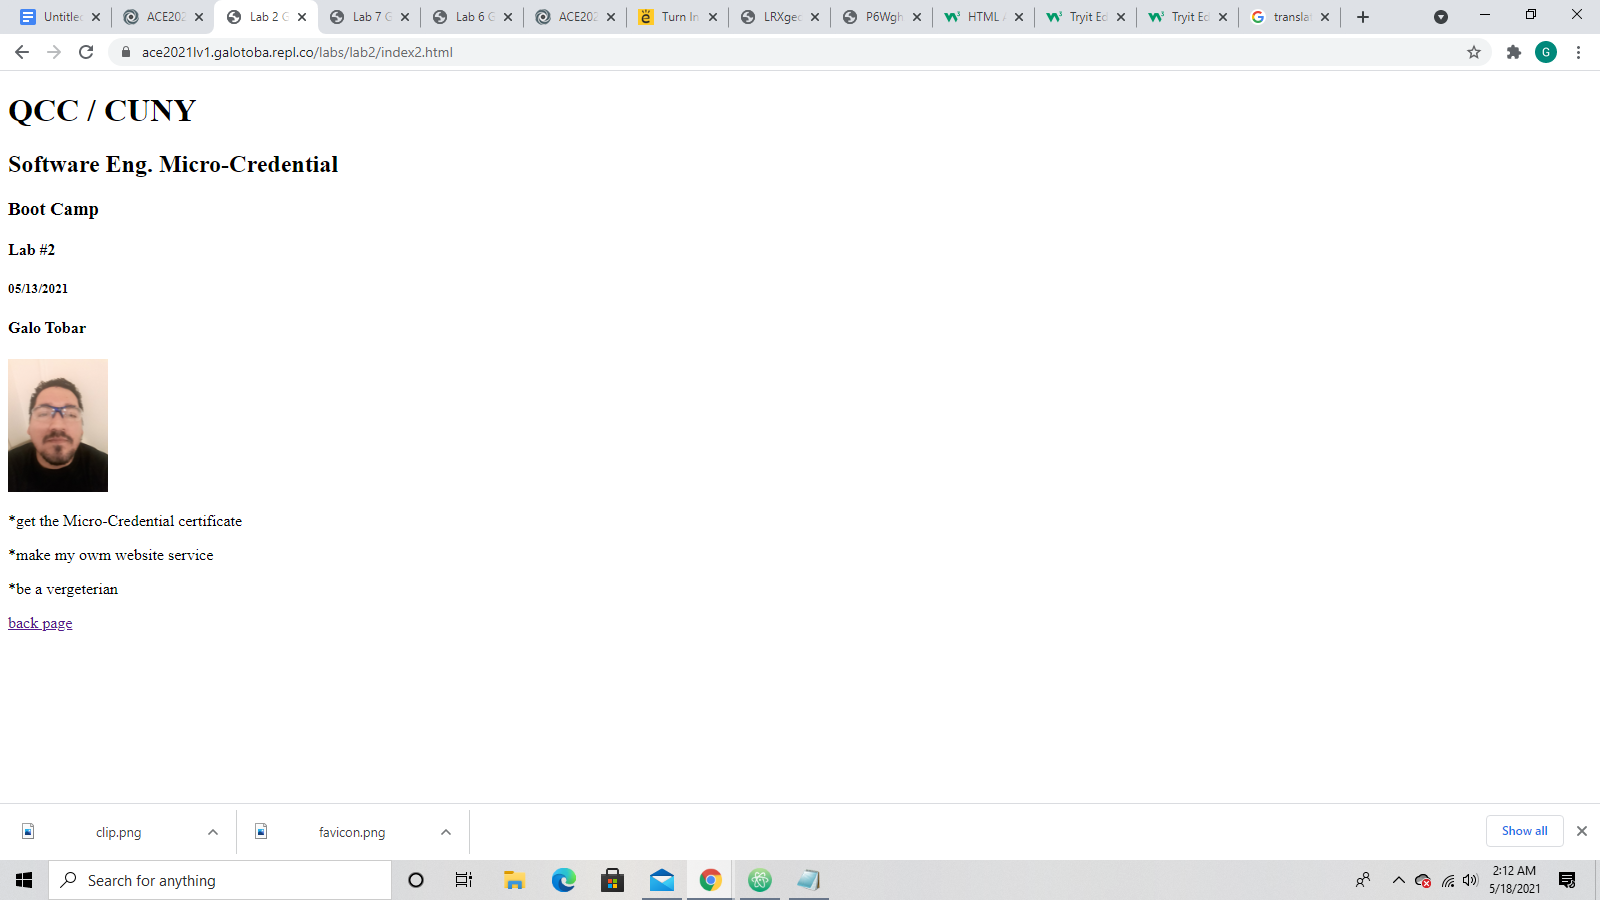 Untitle
ACE202
Lab 2 G
Lab 7 G
Lab 6 G
ACE202
Turn In
LRXgeo
P6Wgh
HTML
Tryit Ed
Tryit Ed
transla
ace2021lv1.galotoba.repl.co/labs/lab2/index2.html
G
QCC / CUNY
Software Eng. Micro-Credential
Boot Camp
Lab #2
05/13/2021
Galo Tobar
*get the Micro-Credential certificate
*make my owm website service
*be a vergeterian
back page
clip.png
favicon.png
Show all
Search for anything
2:12 AM
5/18/2021